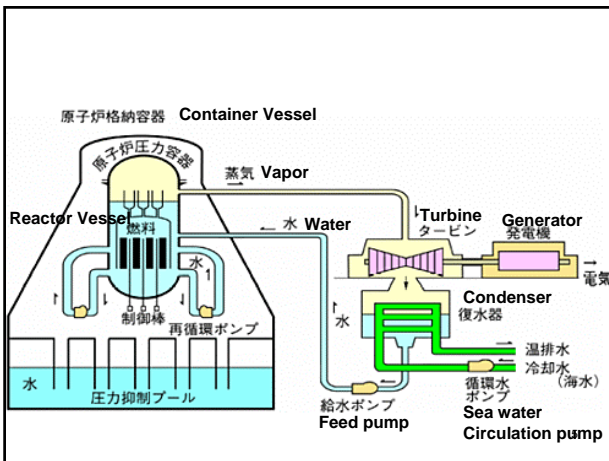 原子炉格納容器 Container Vessel
原子炉圧力容器
蒸気 Vapor
Reactor Vessel
燃料
水 Water
Turbine
タービン
Generator
発電機
電気
水
制御棒
再循環ポンプ
水
圧力抑制プール
Condenser
復水器
水
温排水
冷却水
(海水)
給水ポンプ
Feed pump
循環水
ポンプ
Sea water
Circulation pump